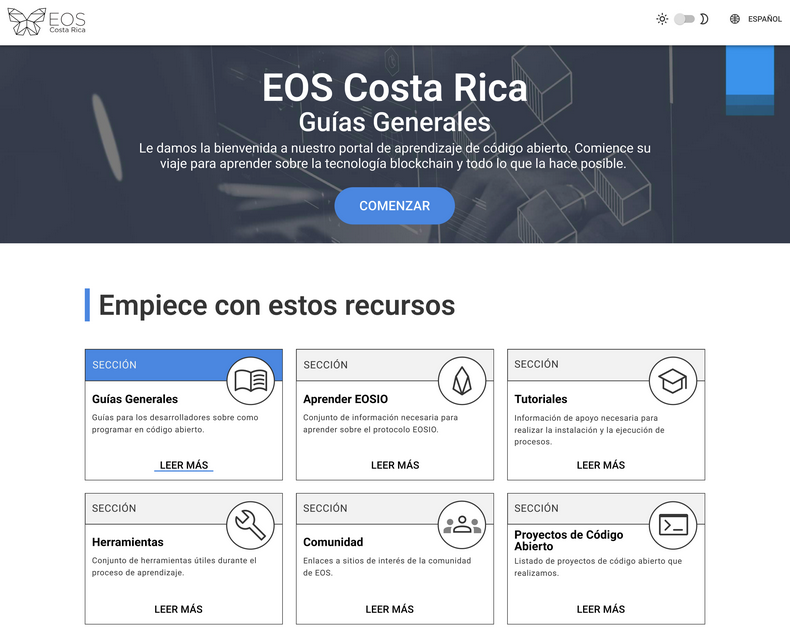 EOS
Costa Rica
ESPAÑOL
EOS Costa Rica
Guías Generales
Le damos la bienvenida a nuestro portal de aprendizaje de código abierto. Comience su
viaje para aprender sobre la tecnología blockchain y todo lo que la hace posible.
COMENZAR
Empiece con estos recursos
SECCIÓN
Guías Generales
Guías para los desarrolladores sobre como
programar en código abierto.
LEER MÁS
SECCIÓN
Aprender EOSIO
Conjunto de información necesaria para
aprender sobre el protocolo EOSIO.
LEER MÁS
SECCIÓN
Tutoriales
Información de apoyo necesaria para
realizar la instalación y la ejecución de
procesos.
LEER MÁS
SECCIÓN
Herramientas
Conjunto de herramientas útiles durante el
proceso de aprendizaje.
LEER MÁS
SECCIÓN
Comunidad
Enlaces a sitios de interés de la comunidad
de EOS.
LEER MÁS
SECCIÓN
Proyectos de Código
Abierto
Listado de proyectos de código abierto que
realizamos.
LEER MÁS